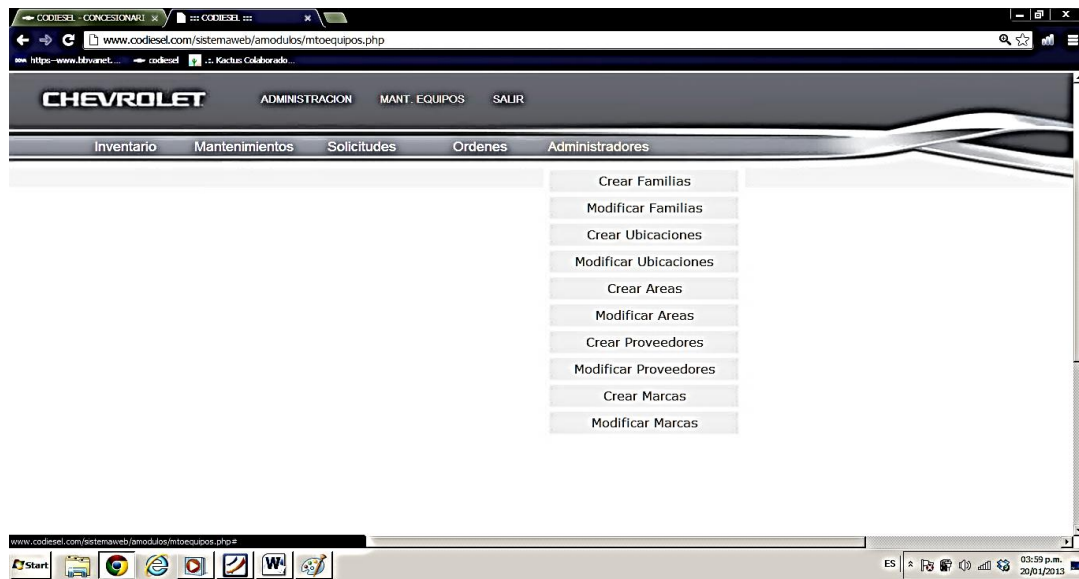 CODIESEL - CONCESIONARI
::: CODIESEL :::
www.codiesel.com/sistemaweb/amodulos/mtoequipos.php
https--www.bbvanet.... codiesel .:. Kactus Colaborado...
CHEVROLET ADMINISTRACION MANT. EQUIPOS SALIR
Inventario Mantenimientos Solicitudes Ordenes Administradores
Crear Familias
Modificar Familias
Crear Ubicaciones
Modificar Ubicaciones
Crear Areas
Modificar Areas
Crear Proveedores
Modificar Proveedores
Crear Marcas
Modificar Marcas
www.codiesel.com/sistemaweb/amodulos/mtoequipos.php#
Start ES 03:59 p.m.
20/01/2013